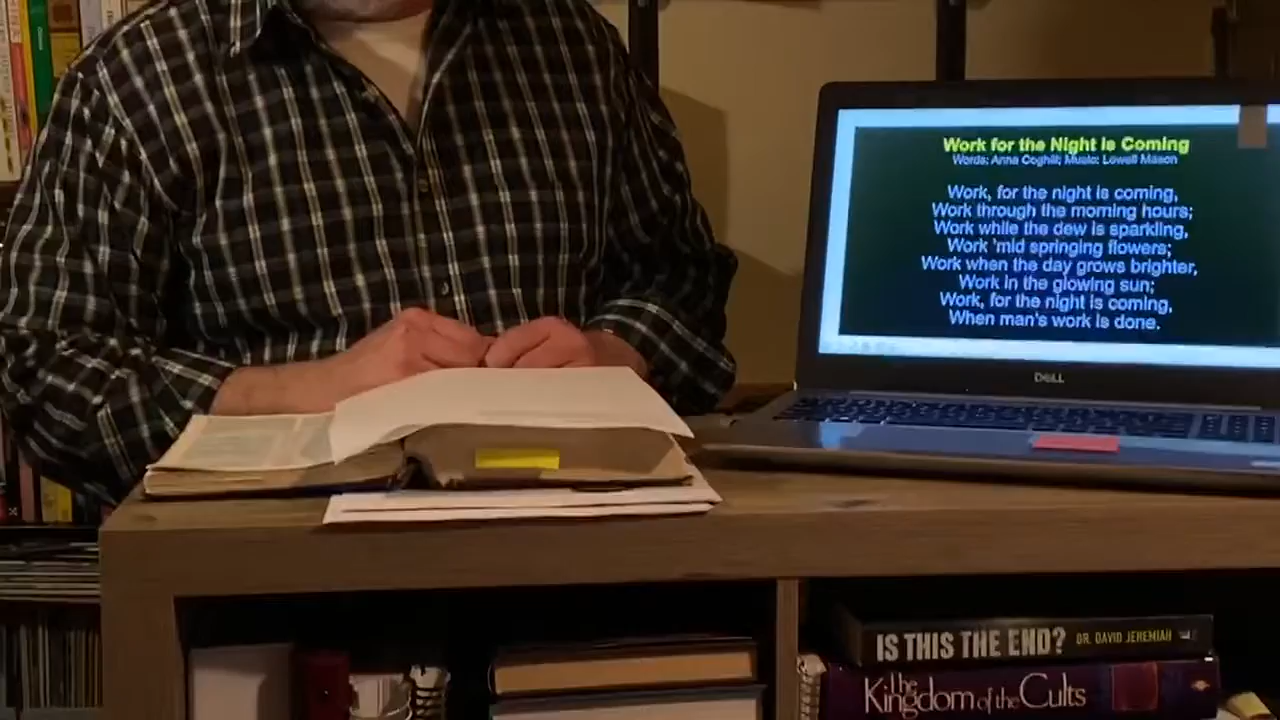 Work for the Night is Coming
Words: Anna Coghill; Music: Lowell Mason
Work, for the night is coming,
Work through the morning hours;
Work while the dew is sparkling,
Work 'mid springing flowers;
Work when the day grows brighter,
Work in the glowing sun;
Work, for the night is coming,
When man's work is done.
DELL
IS THIS THE END? DR. DAVID JEREMIAH
The Kingdom of the Cults